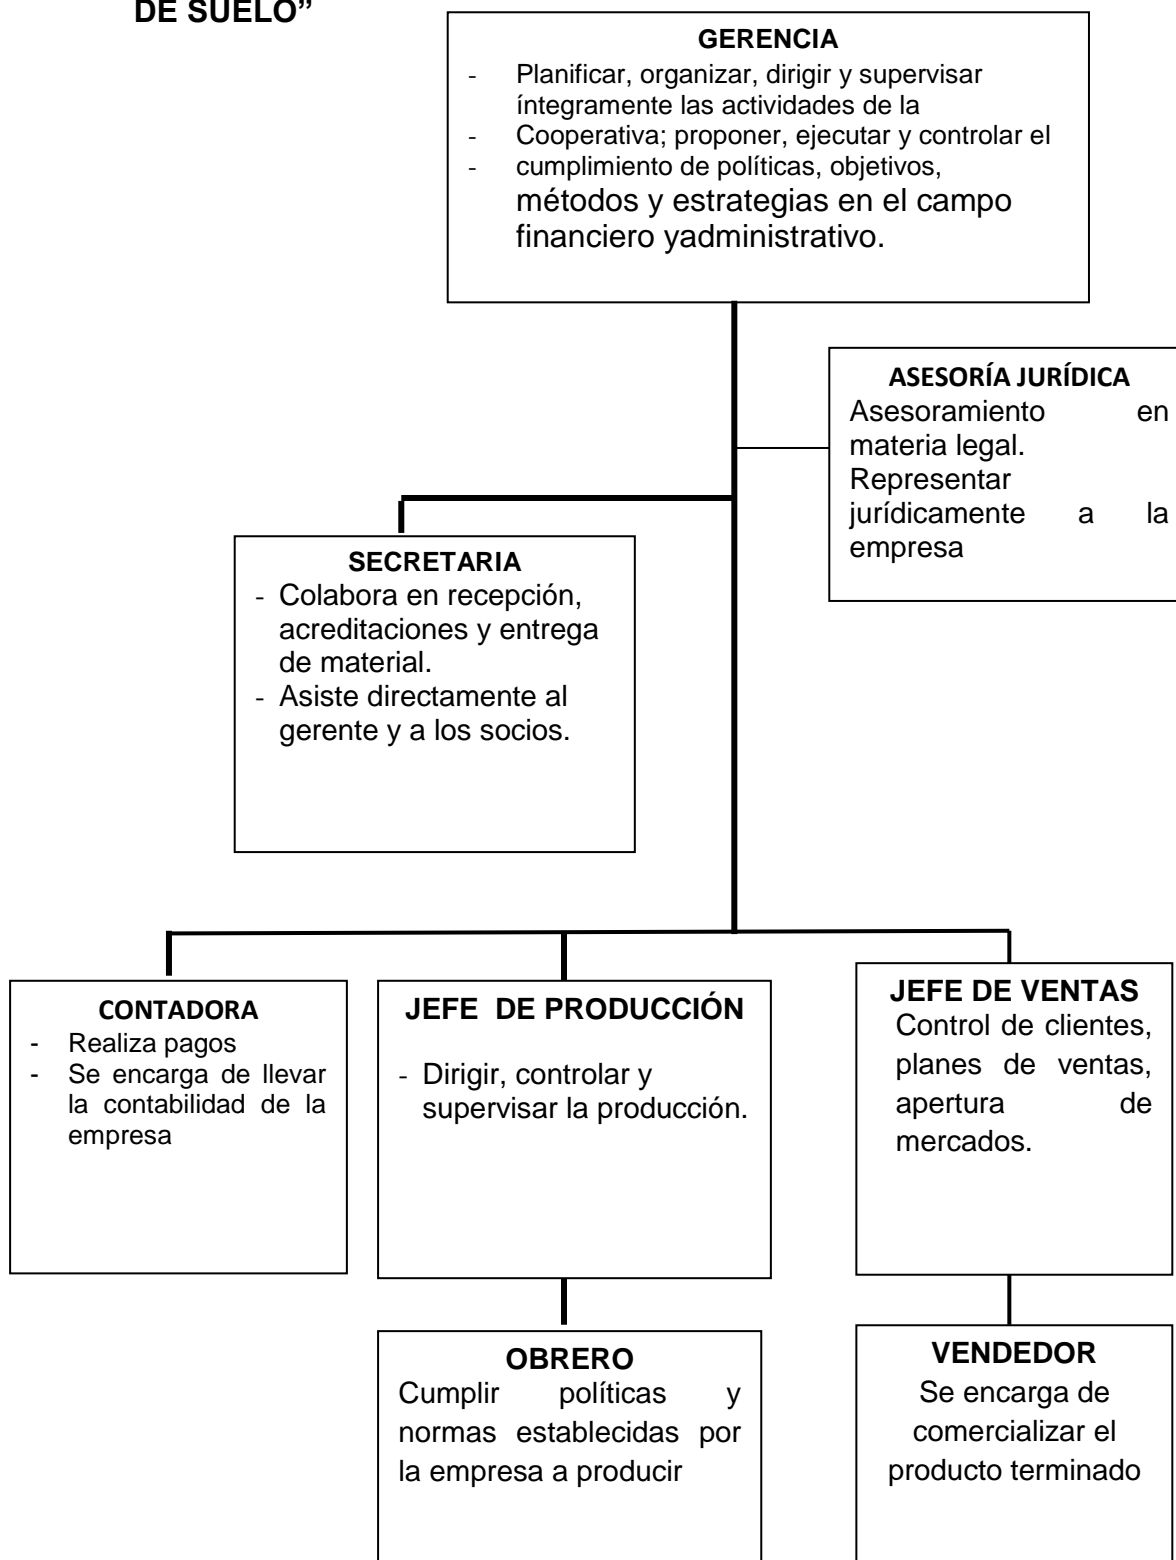 DE SUELO”
GERENCIA
- Planificar, organizar, dirigir y supervisar
íntegramente las actividades de la
- Cooperativa; proponer, ejecutar y controlar el
- cumplimiento de políticas, objetivos,
métodos y estrategias en el campo
financiero yadministrativo.
ASESORÍA JURÍDICA
Asesoramiento en
materia legal.
Representar
jurídicamente a la
empresa
SECRETARIA
- Colabora en recepción,
acreditaciones y entrega
de material.
- Asiste directamente al
gerente y a los socios.
CONTADORA
- Realiza pagos
- Se encarga de llevar
la contabilidad de la
empresa
JEFE DE PRODUCCIÓN
- Dirigir, controlar y
supervisar la producción.
JEFE DE VENTAS
Control de clientes,
planes de ventas,
apertura de
mercados.
OBRERO
Cumplir políticas y
normas establecidas por
la empresa a producir
VENDEDOR
Se encarga de
comercializar el
producto terminado